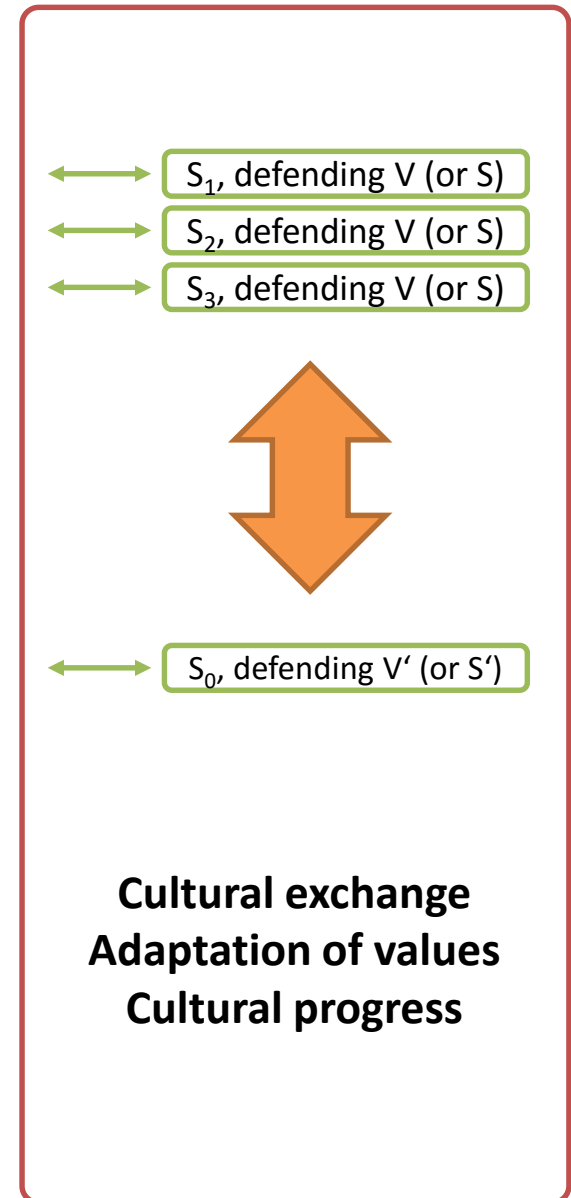 S₁, defending V (or S)
S₂, defending V (or S)
S₃, defending V (or S)
S₀, defending V‘ (or S‘)
Cultural exchange
Adaptation of values
Cultural progress